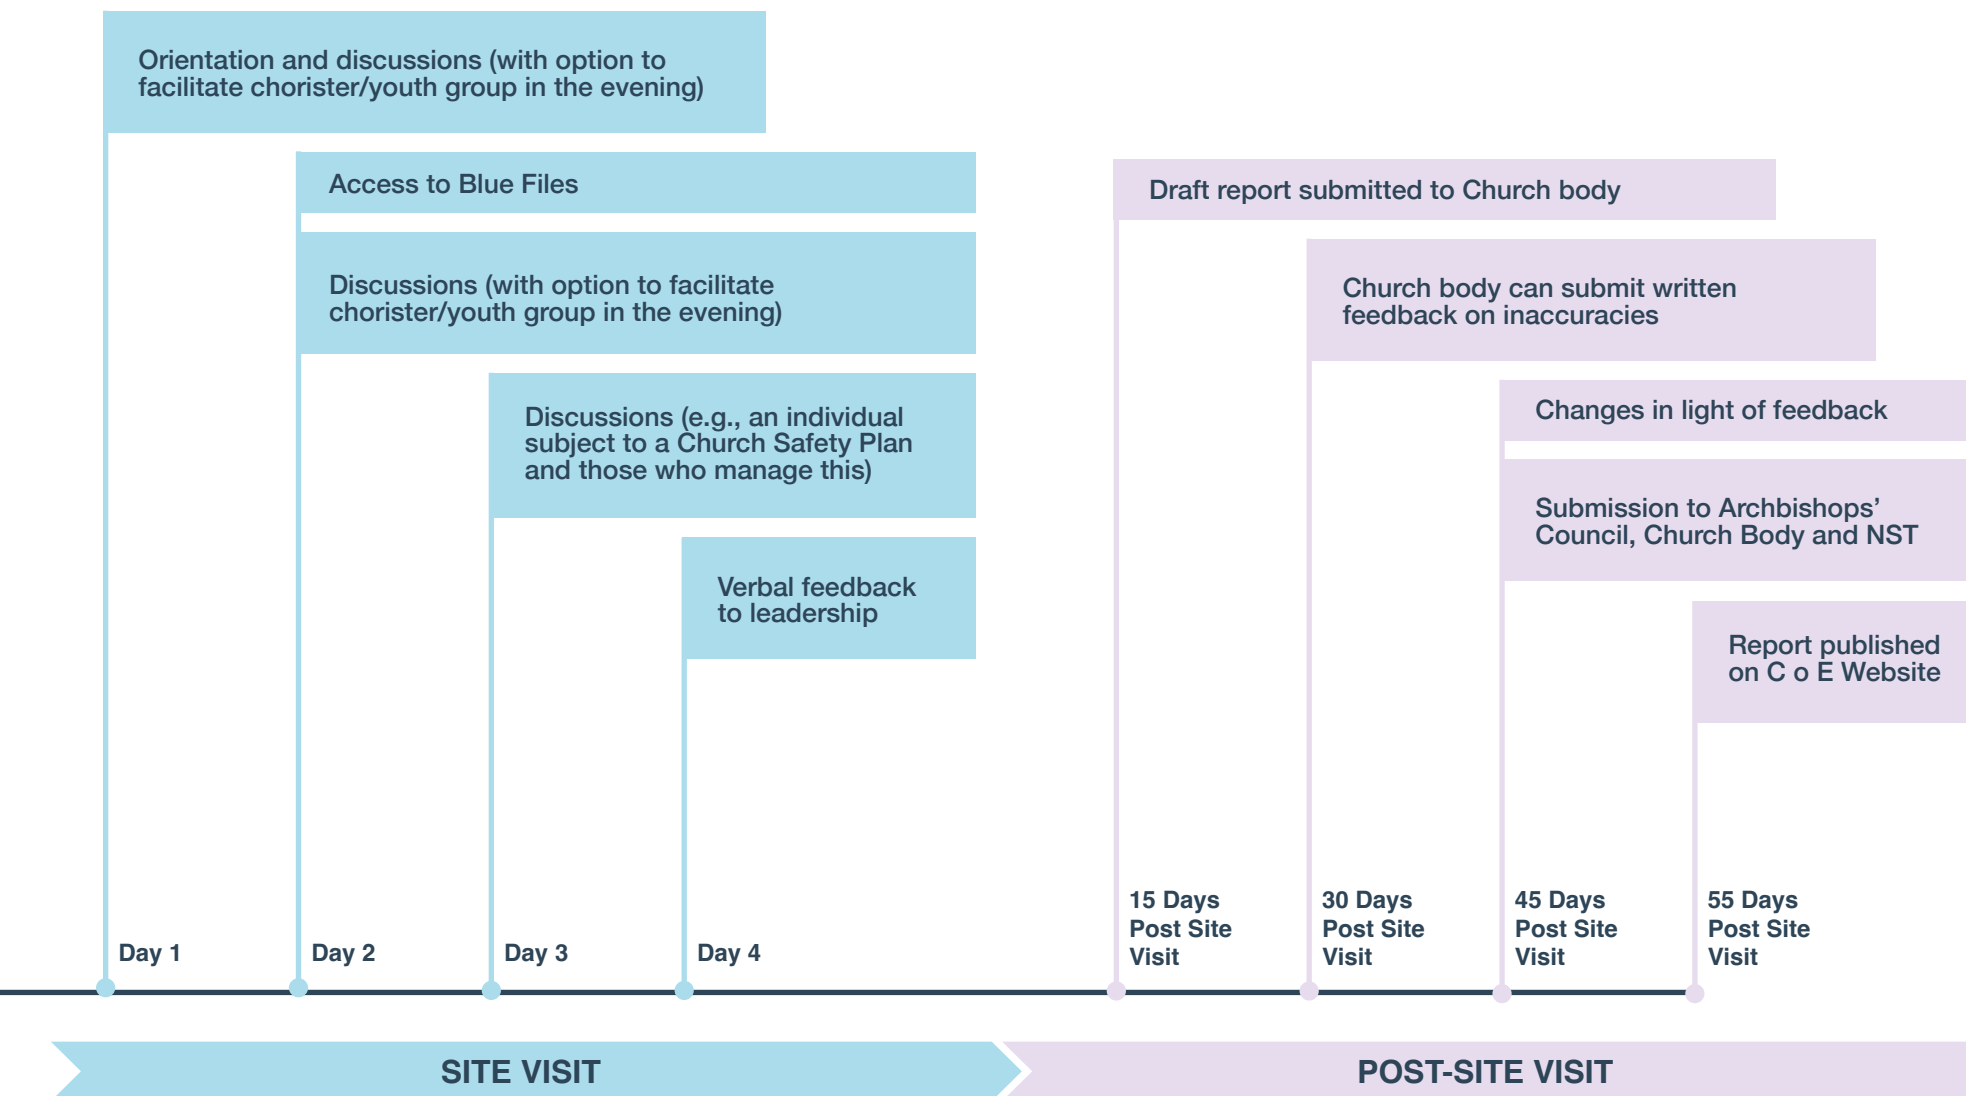 Orientation and discussions (with option to
facilitate chorister/youth group in the evening)
Access to Blue Files
Discussions (with option to facilitate
chorister/youth group in the evening)
Discussions (e.g., an individual
subject to a Church Safety Plan
and those who manage this)
Verbal feedback
to leadership
Draft report submitted to Church body
Church body can submit written
feedback on inaccuracies
Changes in light of feedback
Submission to Archbishops’
Council, Church Body and NST
Report published
on C o E Website
Day 1
Day 2
Day 3
Day 4
15 Days
Post Site
Visit
30 Days
Post Site
Visit
45 Days
Post Site
Visit
55 Days
Post Site
Visit
SITE VISIT
POST-SITE VISIT